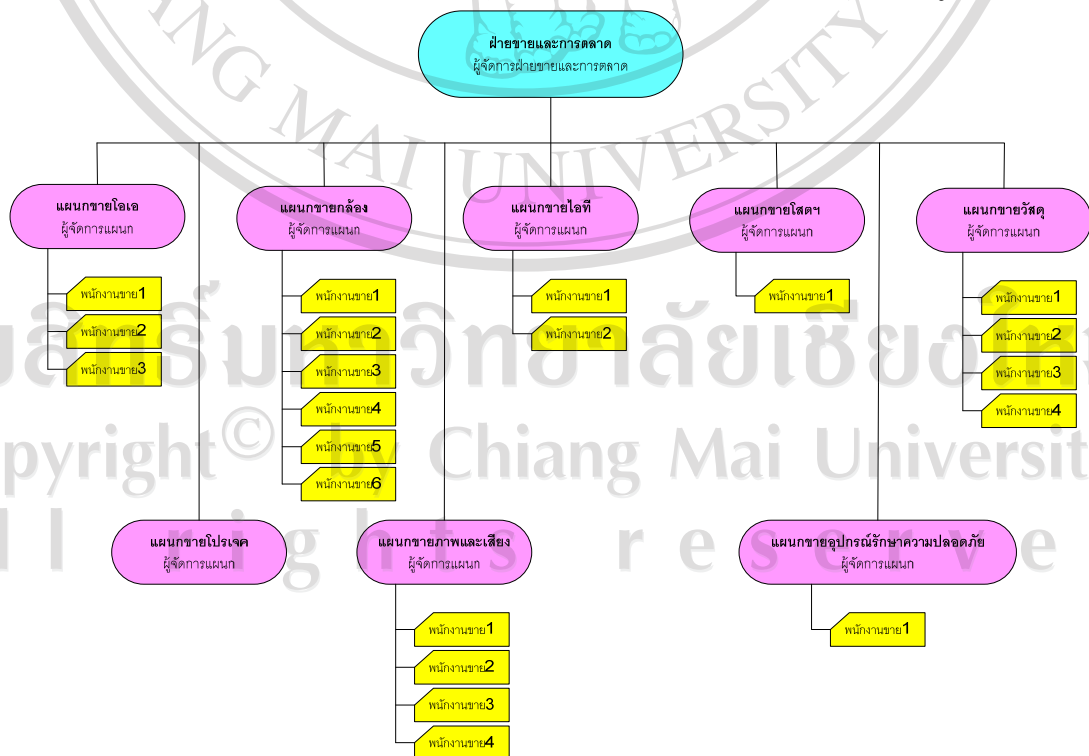 ฝ่ายขายและการตลาด
ผู้จัดการฝ่ายขายและการตลาด
แผนกขายโอเอ
ผู้จัดการแผนก
พนักงานขาย1
พนักงานขาย2
พนักงานขาย3
แผนกขายกล้อง
ผู้จัดการแผนก
พนักงานขาย1
พนักงานขาย2
พนักงานขาย3
พนักงานขาย4
พนักงานขาย5
พนักงานขาย6
แผนกขายไอที
ผู้จัดการแผนก
พนักงานขาย1
พนักงานขาย2
แผนกขายโสตฯ
ผู้จัดการแผนก
พนักงานขาย1
แผนกขายวัสดุ
ผู้จัดการแผนก
พนักงานขาย1
พนักงานขาย2
พนักงานขาย3
พนักงานขาย4
แผนกขายโปรเจค
ผู้จัดการแผนก
แผนกขายภาพและเสียง
ผู้จัดการแผนก
พนักงานขาย1
พนักงานขาย2
พนักงานขาย3
พนักงานขาย4
แผนกขายอุปกรณ์รักษาความปลอดภัย
ผู้จัดการแผนก
พนักงานขาย1
NG MAI UNIVERSITY
pyright© by Chiang Mai Universit
l l rights reserve